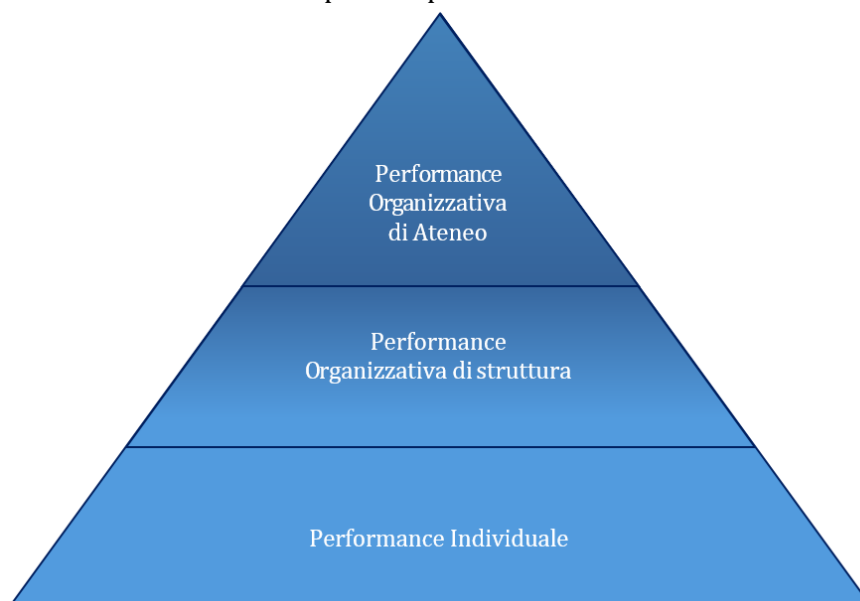 Performance
Organizzativa
di Ateneo
Performance
Organizzativa di struttura
Performance Individuale